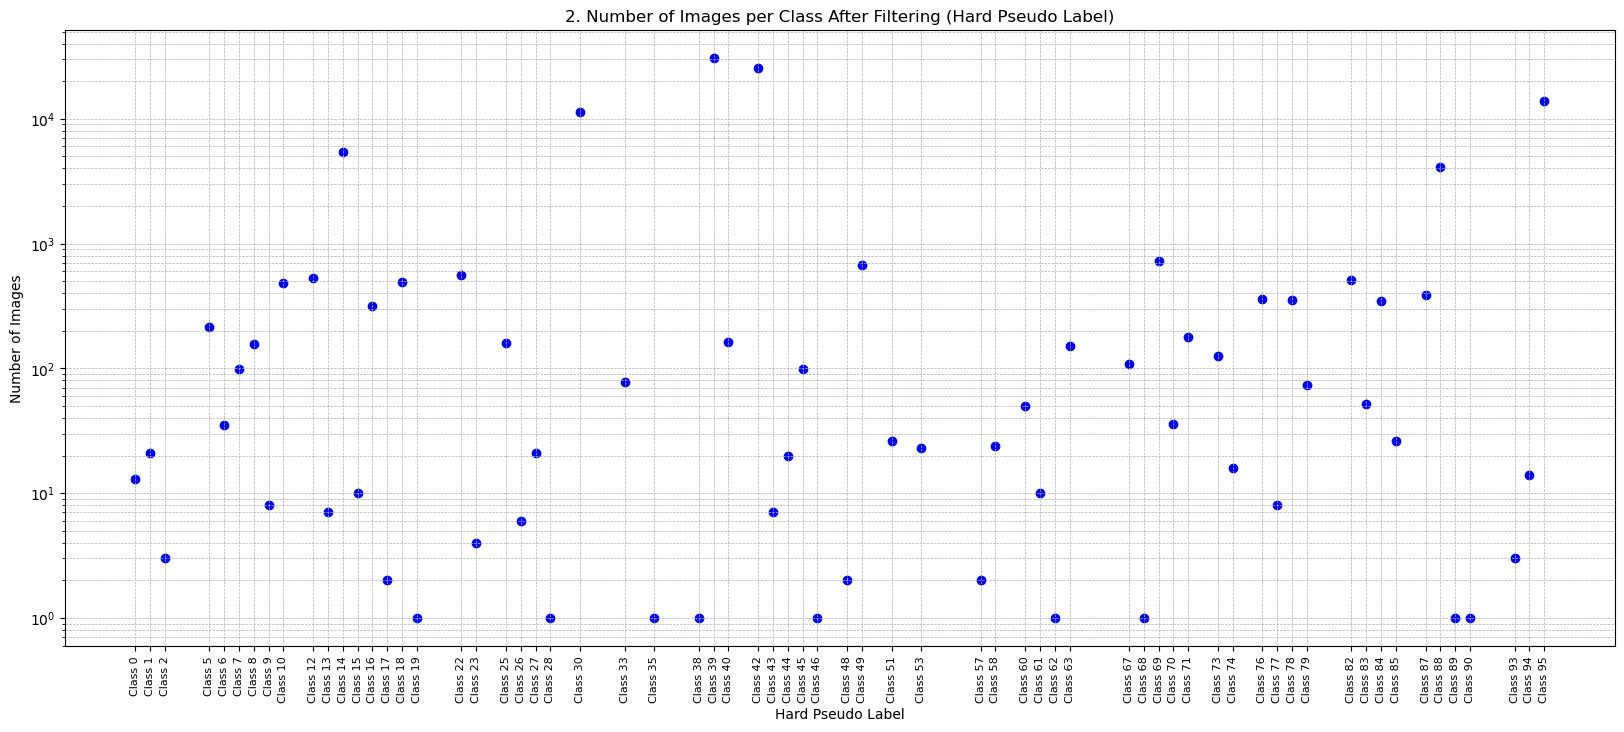 2. Number of Images per Class After Filtering (Hard Pseudo Label)
Number of Images
10^4
10^3
10^2
10^1
10^0
Class 0
Class 1
Class 2
Class 5
Class 6
Class 7
Class 8
Class 9
Class 10
Class 12
Class 13
Class 14
Class 15
Class 16
Class 17
Class 18
Class 19
Class 22
Class 23
Class 25
Class 26
Class 27
Class 28
Class 30
Class 33
Class 35
Class 38
Class 39
Class 40
Class 42
Class 43
Class 44
Class 45
Class 46
Class 48
Class 49
Class 51
Class 53
Class 57
Class 58
Class 60
Class 61
Class 62
Class 63
Class 67
Class 68
Class 69
Class 70
Class 71
Class 73
Class 74
Class 76
Class 77
Class 78
Class 79
Class 82
Class 83
Class 84
Class 85
Class 87
Class 88
Class 89
Class 90
Class 93
Class 94
Class 95
Hard Pseudo Label